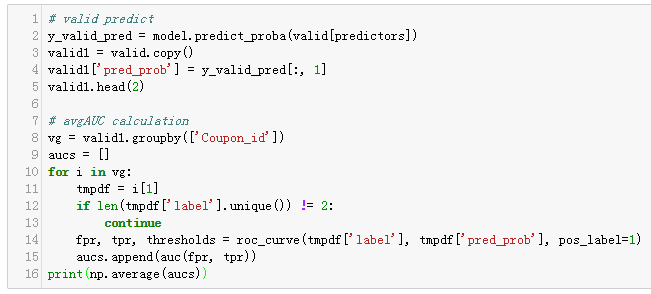 1 # valid predict
2 y_valid_pred = model.predict_proba(valid[predictors])
3 valid1 = valid.copy()
4 valid1['pred_prob'] = y_valid_pred[:, 1]
5 valid1.head(2)
6
7 # avgAUC calculation
8 vg = valid1.groupby(['Coupon_id'])
9 aucs = []
10 for i in vg:
11     tmpdf = i[1]
12     if len(tmpdf['label'].unique()) != 2:
13         continue
14     fpr, tpr, thresholds = roc_curve(tmpdf['label'], tmpdf['pred_prob'], pos_label=1)
15     aucs.append(auc(fpr, tpr))
16 print(np.average(aucs))